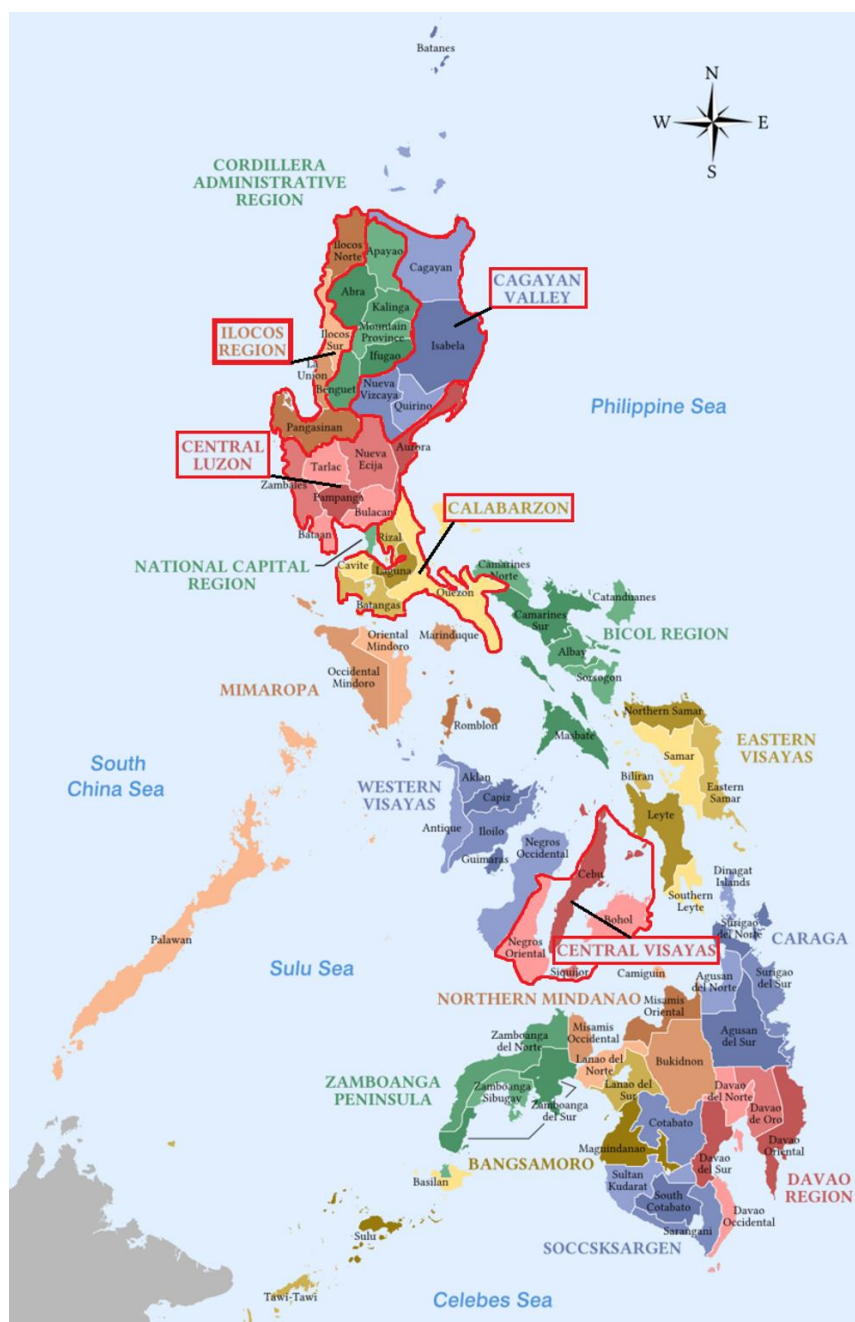 Batanes
N
W
E
S
CORDILLERA
ADMINISTRATIVE
REGION
Ilocos
Norte
Apayao
Cagayan
CAGAYAN
VALLEY
Abra
Kalinga
ILOCOS
REGION
Ilocos
Sur
Mountain
Province
Ifugao
Isabela
La
Union
Benguet
Nueva
Vizcaya
Quirino
Philippine Sea
Pangasinan
CENTRAL
LUZON
Tarlac
Nueva
Ecija
Aurora
Zambales
Pampanga
Bulacan
CALABARZON
Bataan
Rizal
NATIONAL CAPITAL
REGION
Cavite
Laguna
Batangas
Quezon
Camarines
Norte
Catanduanes
Camarines
Sur
BICOL REGION
Albay
Sorsogon
Marinduque
Oriental
Mindoro
Occidental
Mindoro
MIMAROPA
Romblon
Masbate
Northern Samar
Samar
EASTERN
VISAYAS
Biliran
Eastern
Samar
South
China Sea
WESTERN
VISAYAS
Aklan
Capiz
Antique
Iloilo
Guimaras
Negros
Occidental
Cebu
Leyte
Southern
Leyte
Dinagat
Islands
Palawan
Negros
Oriental
Bohol
CENTRAL VISAYAS
Siquijor
Camiguin
Surigao
del Norte
CARAGA
Sulu Sea
Agusan
del Norte
Surigao
del Sur
NORTHERN MINDANAO
Misamis
Oriental
Zamboanga
del Norte
Misamis
Occidental
Agusan
del Sur
Lanao del
Norte
Bukidnon
ZAMBOANGA
PENINSULA
Zamboanga
Sibugay
Zamboanga
del Sur
Lanao del
Sur
Davao
del Norte
Davao
de Oro
Cotabato
Davao
Oriental
BANGSAMORO
Maguindanao
Davao
del Sur
DAVAO
REGION
Basilan
Sultan
Kudarat
South
Cotabato
Sarangani
Davao
Occidental
SOCCSKSARGEN
Sulu
Tawi-Tawi
Celebes Sea